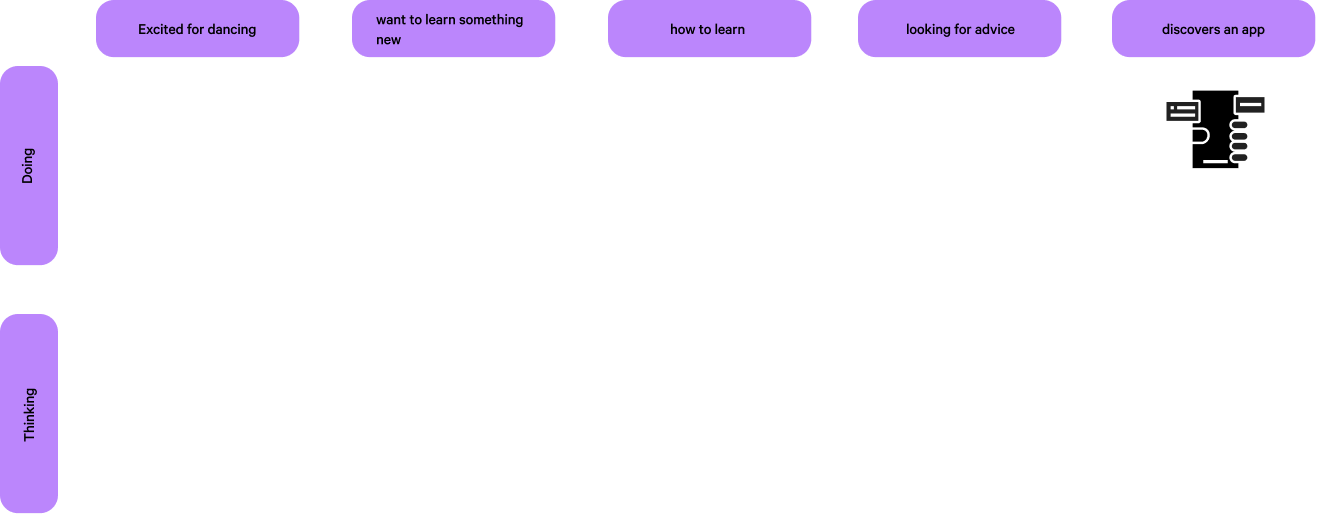 Excited for dancing
want to learn something
new
how to learn
looking for advice
discovers an app
Doing
Thinking